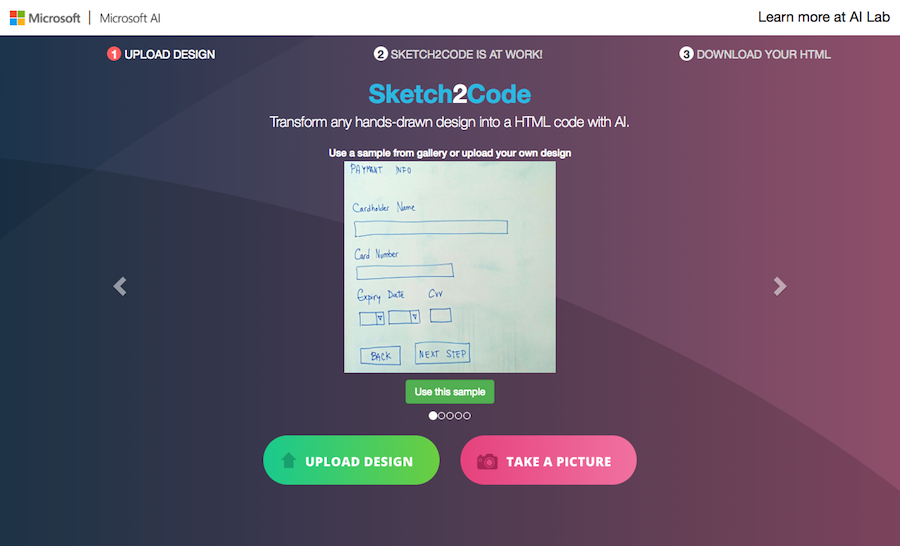 Microsoft | Microsoft AI
Learn more at AI Lab
1 UPLOAD DESIGN
2 SKETCH2CODE IS AT WORK!
3 DOWNLOAD YOUR HTML
Sketch2Code
Transform any hands-drawn design into a HTML code with AI.
Use a sample from gallery or upload your own design
PAYMANT INFO
Cardholder Name
Card Number
Expiry Date Cvv
BACK NEXT STEP
Use this sample
UPLOAD DESIGN
TAKE A PICTURE